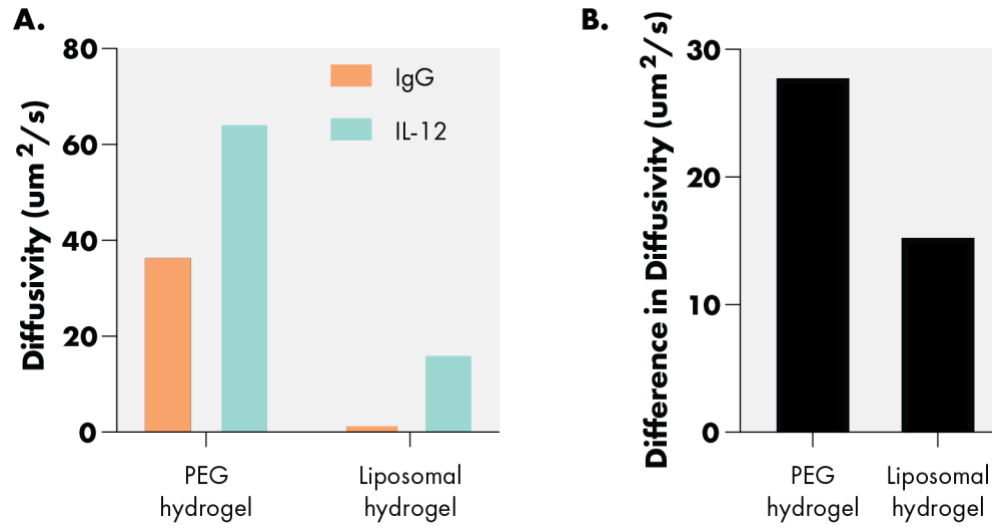 A.
Diffusivity (um²/s)
80
60
40
20
0
IgG
IL-12
PEG
hydrogel
Liposomal
hydrogel
B.
Difference in Diffusivity (um²/s)
30
20
10
0
PEG
hydrogel
Liposomal
hydrogel